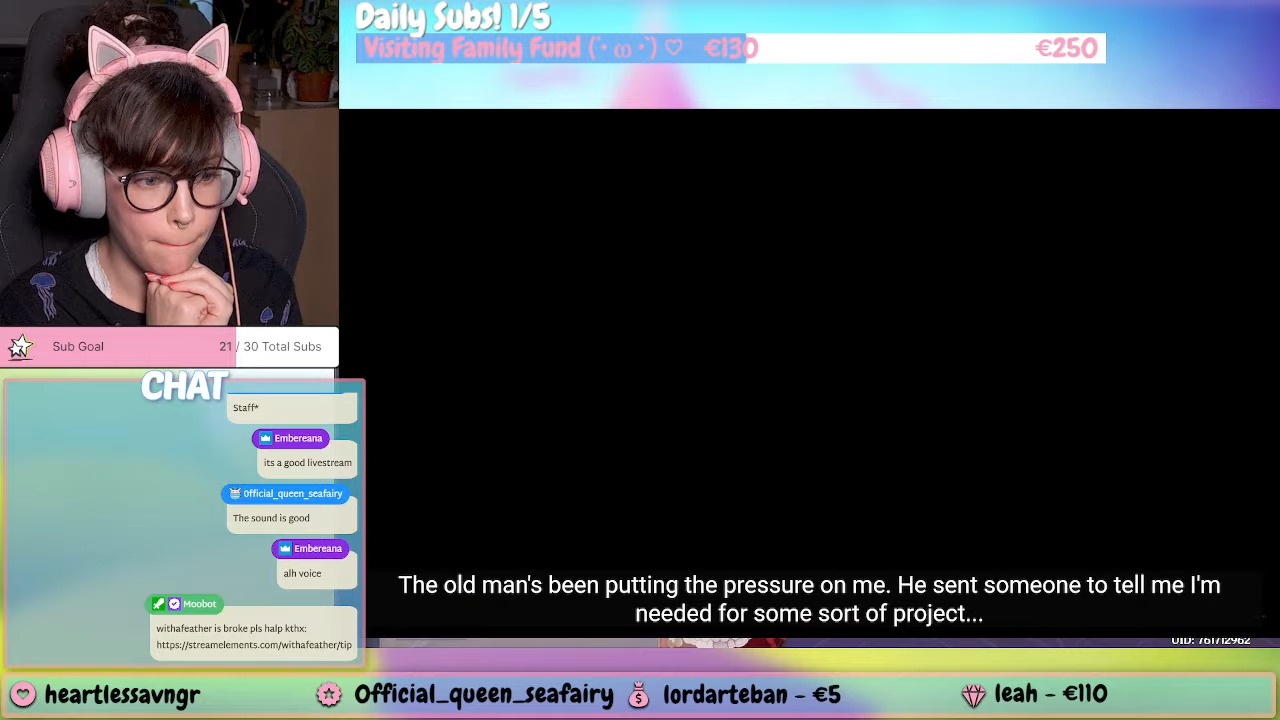 Daily Subs! 1/5
Visiting Family Fund (´• ω •`) ♡ €130 €250
Sub Goal 21 / 30 Total Subs
CHAT
Staff*
Embereana
its a good livestream
Official_queen_seafairy
The sound is good
Embereana
alh voice
Moobot
withafeather is broke pls halp kthx:
https://streamelements.com/withafeather/tip
The old man's been putting the pressure on me. He sent someone to tell me I'm
needed for some sort of project...
UID: 761712962
heartlessavngr Official_queen_seafairy lordarteban - €5 leah - €110